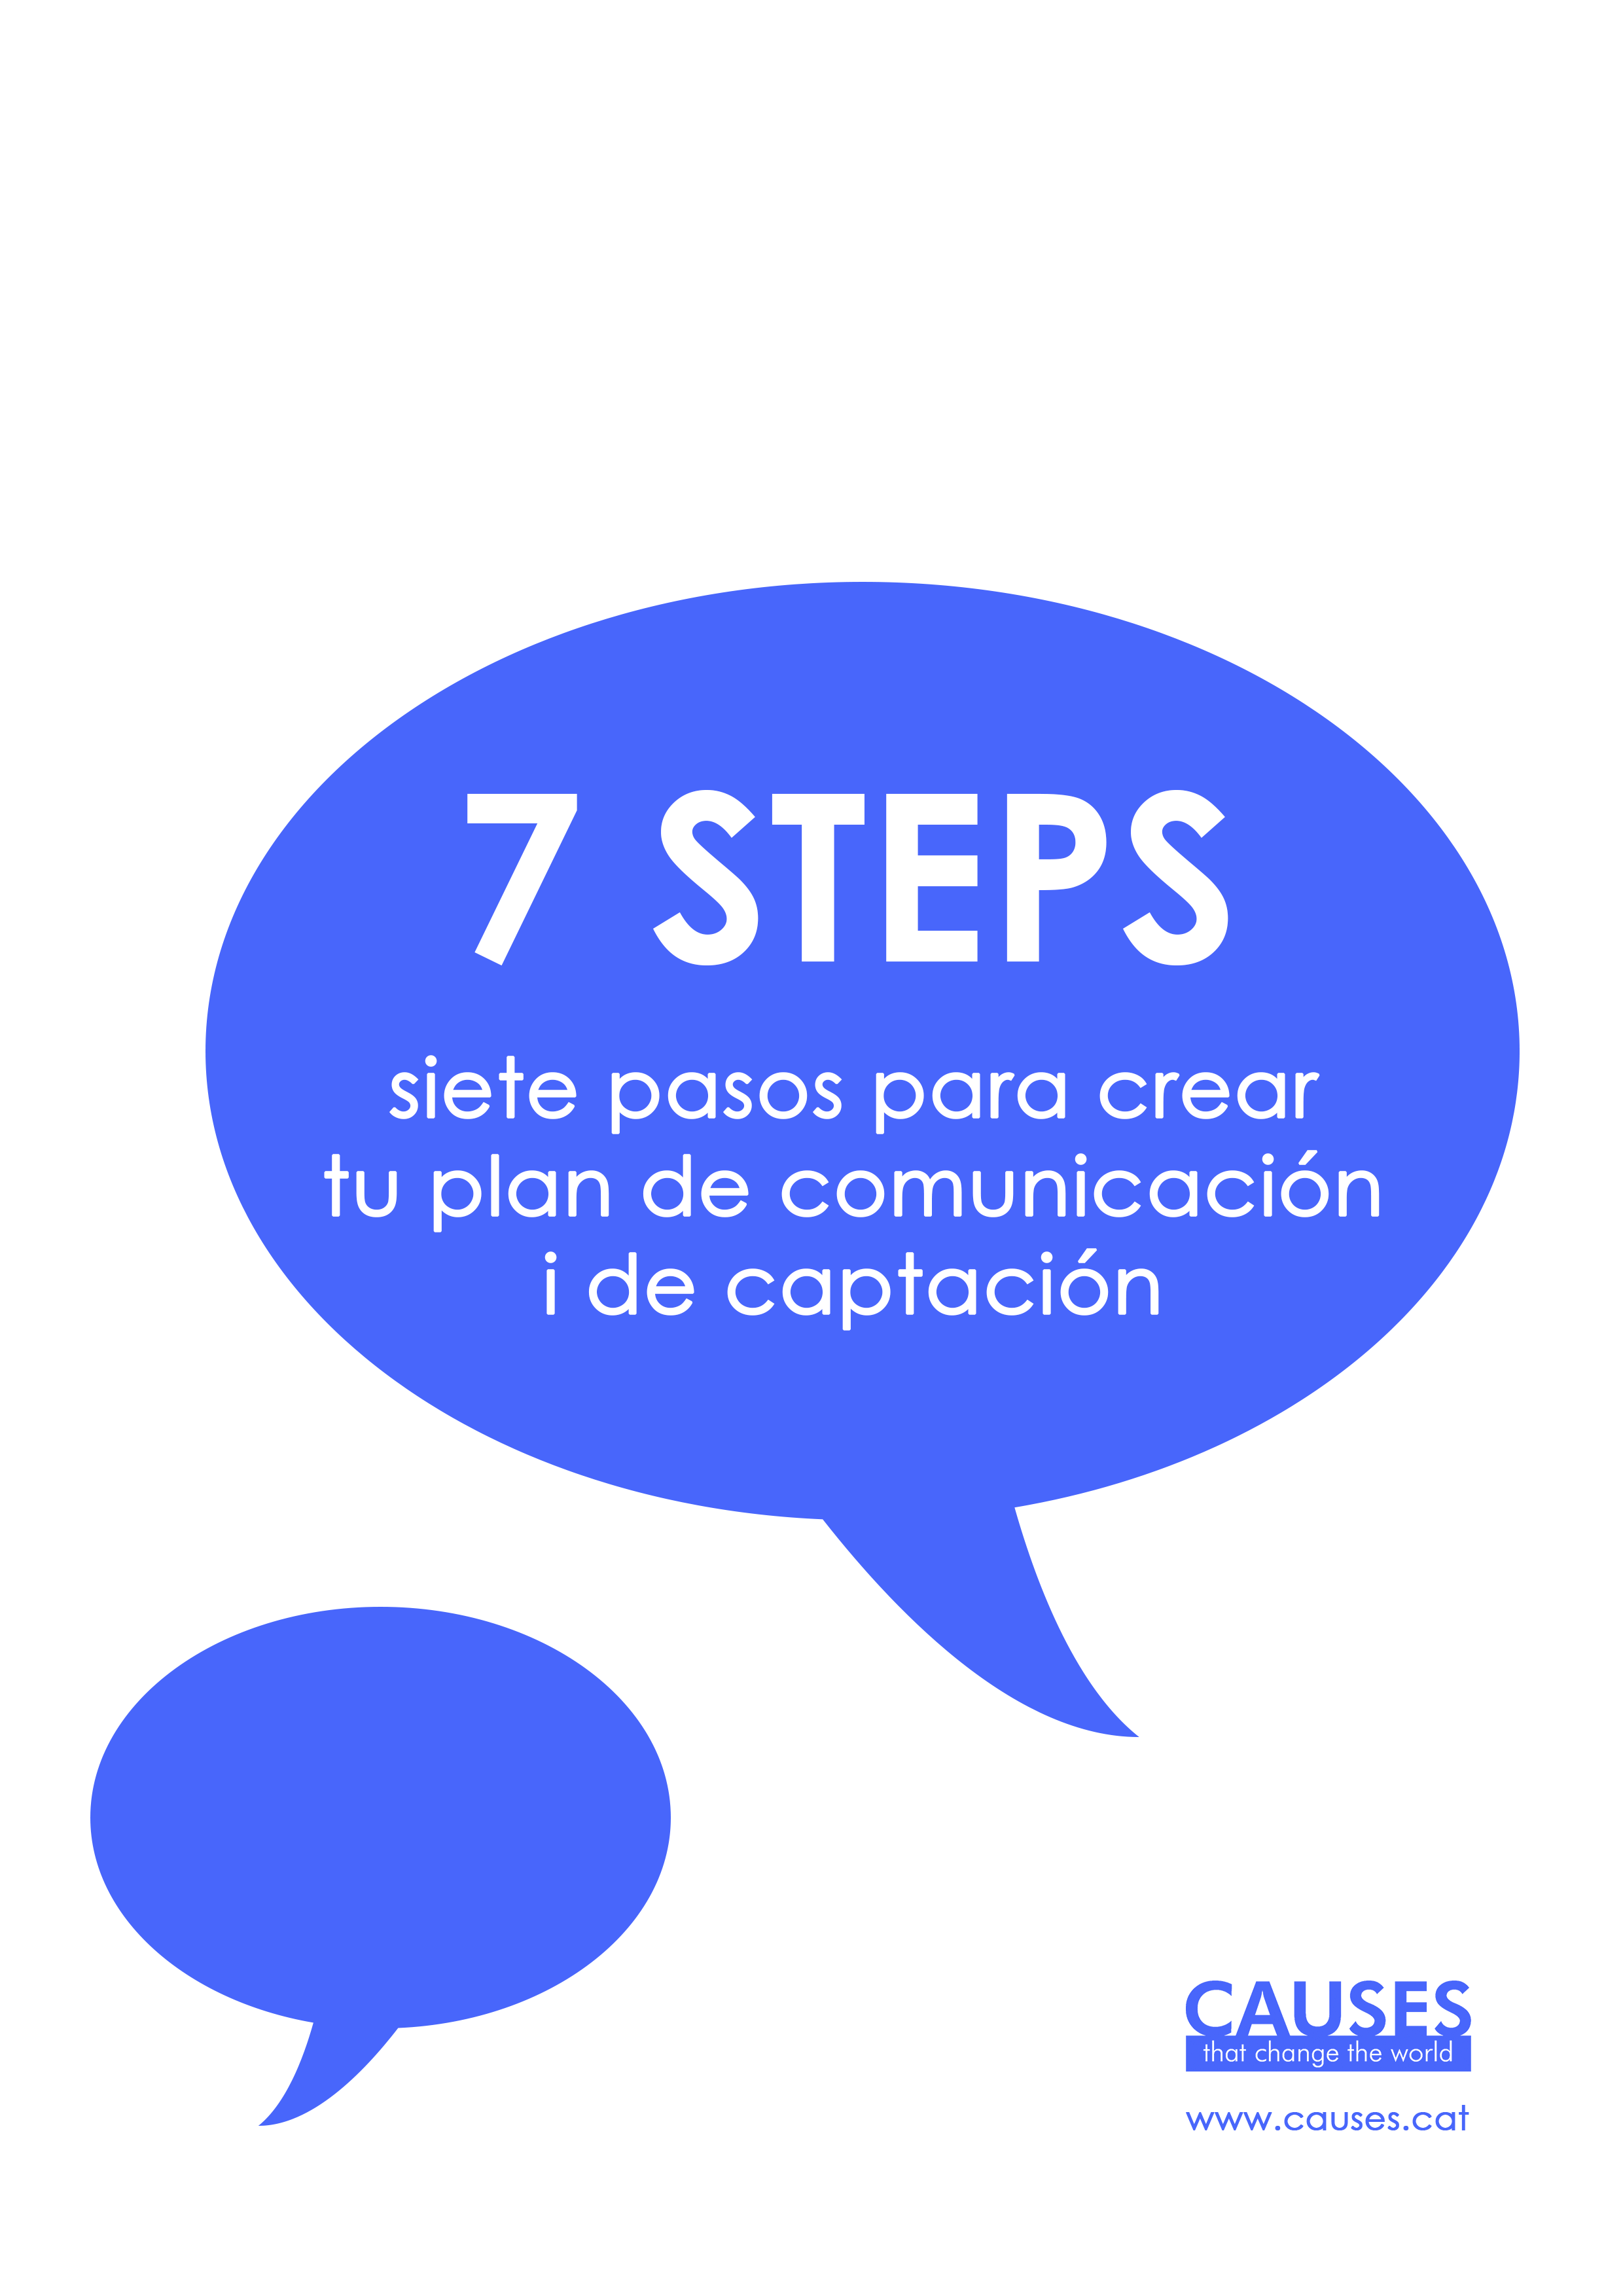 7 STEPS
siete pasos para crear
tu plan de comunicación
i de captación
CAUSES
that change the world
www.causes.cat